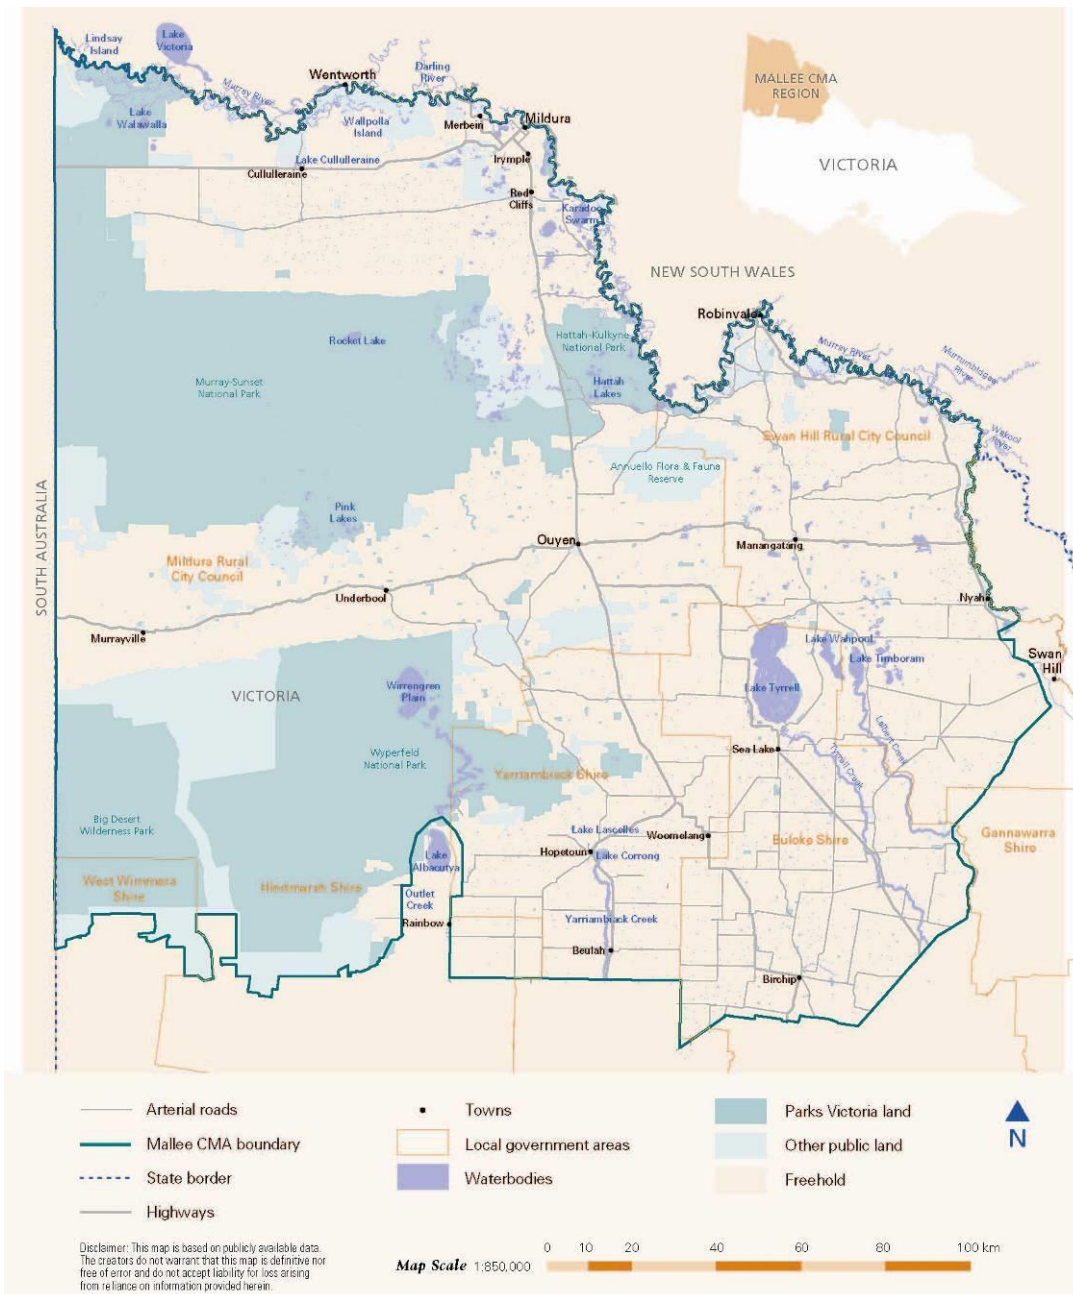 Lindsay
Island
Lake
Victoria
Wentworth
Darling
River
MALLEE CMA
REGION
Murray River
Lake
Walawalla
Wallpolla
Island
Merbein
Mildura
VICTORIA
Lake Cullulleraine
Cullulleraine
Irymple
Red
Cliffs
Karadoc
Swamp
NEW SOUTH WALES
Robinvale
Rocket Lake
Hattah-Kulkyne
National Park
Murray River
Murrumbidgee
River
Murray-Sunset
National Park
Hattah
Lakes
Swan Hill Rural City Council
Wakool
River
Annuello Flora & Fauna
Reserve
SOUTH AUSTRALIA
Pink
Lakes
Ouyen
Manangatang
Mildura Rural
City Council
Underbool
Nyah
Murrayville
Lake Wahpool
Lake Timboram
Swan
Hill
VICTORIA
Wirrengren
Plain
Lake Tyrrell
Lalbert Creek
Wyperfeld
National Park
Sea Lake
Tyrrell Creek
Yarriambiack Shire
Big Desert
Wilderness Park
Lake Lascelles
Woomelang
Buloke Shire
Gannawarra
Shire
Hopetoun
Lake Corrong
Lake
Albacutya
West Wimmera
Shire
Hindmarsh Shire
Outlet
Creek
Rainbow
Yarriambiack Creek
Beulah
Birchip
Arterial roads
Mallee CMA boundary
State border
Highways
Towns
Local government areas
Waterbodies
Parks Victoria land
Other public land
Freehold
N
Disclaimer: This map is based on publicly available data.
The creators do not warrant that this map is definitive nor
free of error and do not accept liability for loss arising
from reliance on information provided herein.
Map Scale 1:850,000
0 10 20 40 60 80 100 km